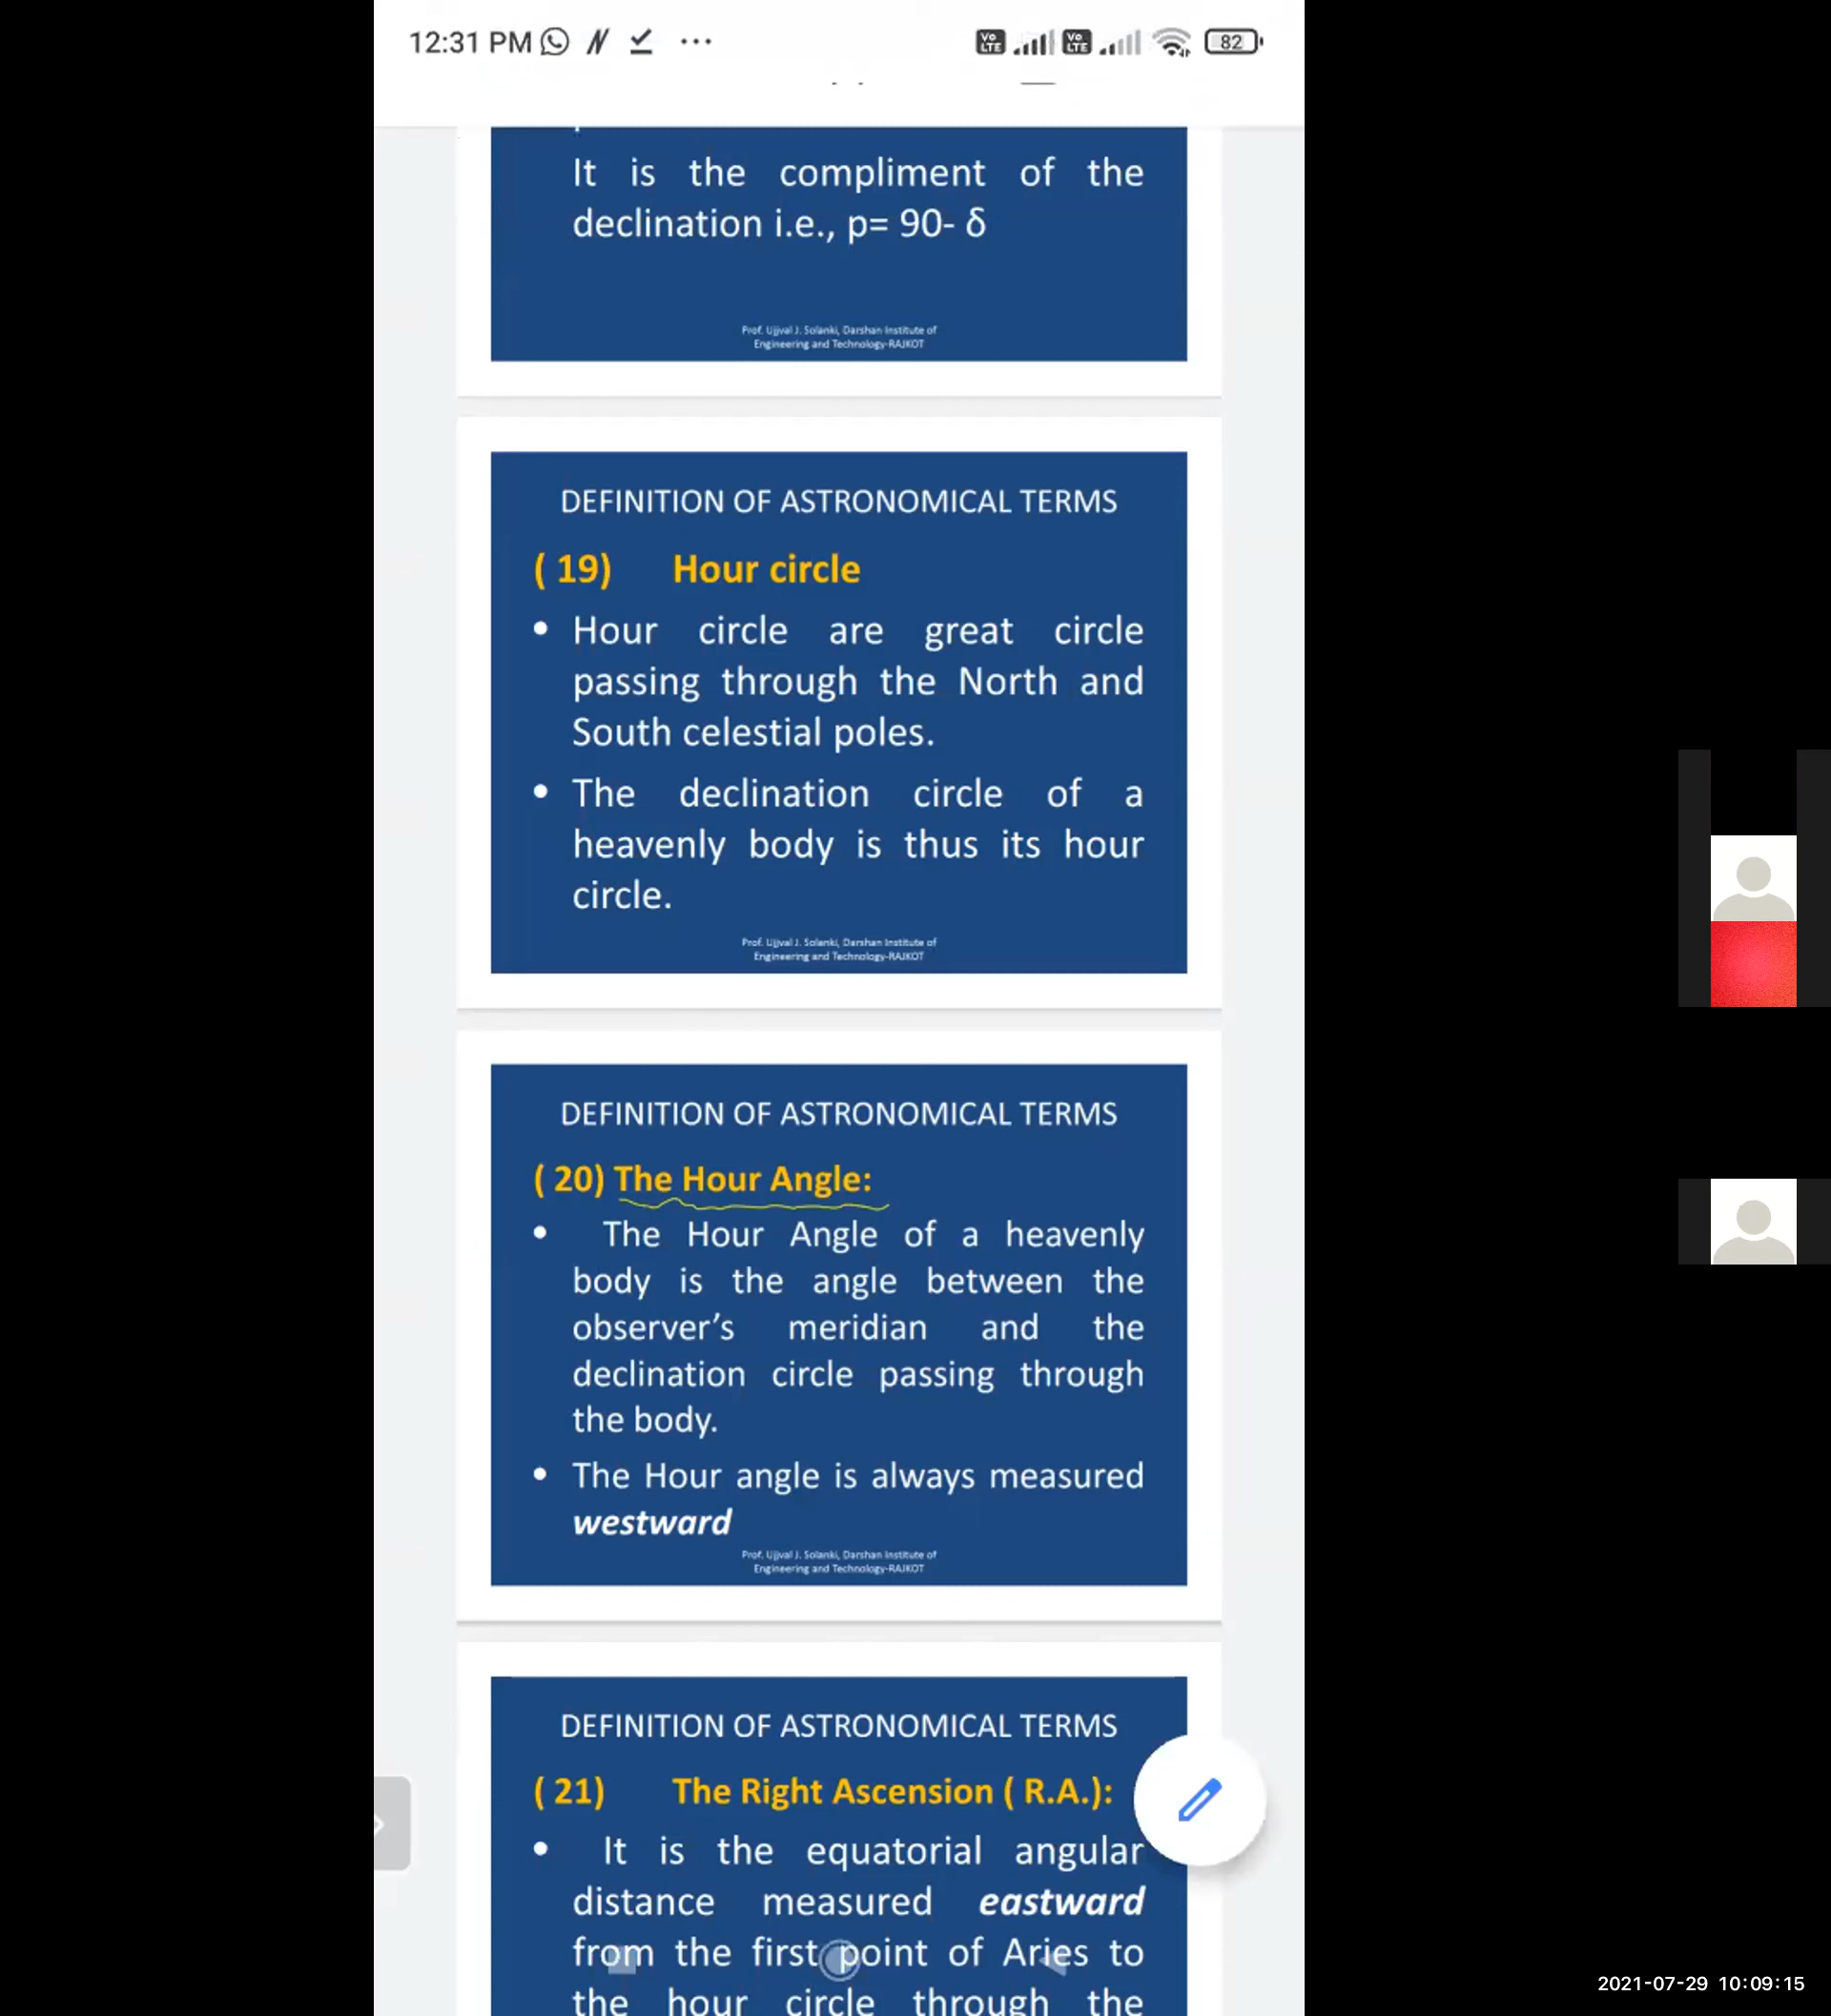 12:31 PM
Vo LTE Vo LTE 82
It is the compliment of the
declination i.e., p= 90- δ
Prof. Ujjval J. Solanki, Darshan Institute of
Engineering and Technology-RAJKOT
DEFINITION OF ASTRONOMICAL TERMS
( 19) Hour circle
• Hour circle are great circle
passing through the North and
South celestial poles.
• The declination circle of a
heavenly body is thus its hour
circle.
Prof. Ujjval J. Solanki, Darshan Institute of
Engineering and Technology-RAJKOT
DEFINITION OF ASTRONOMICAL TERMS
( 20) The Hour Angle:
• The Hour Angle of a heavenly
body is the angle between the
observer’s meridian and the
declination circle passing through
the body.
• The Hour angle is always measured
westward
Prof. Ujjval J. Solanki, Darshan Institute of
Engineering and Technology-RAJKOT
DEFINITION OF ASTRONOMICAL TERMS
( 21) The Right Ascension ( R.A.):
• It is the equatorial angular
distance measured eastward
from the first point of Aries to
the hour circle through the
2021-07-29 10:09:15